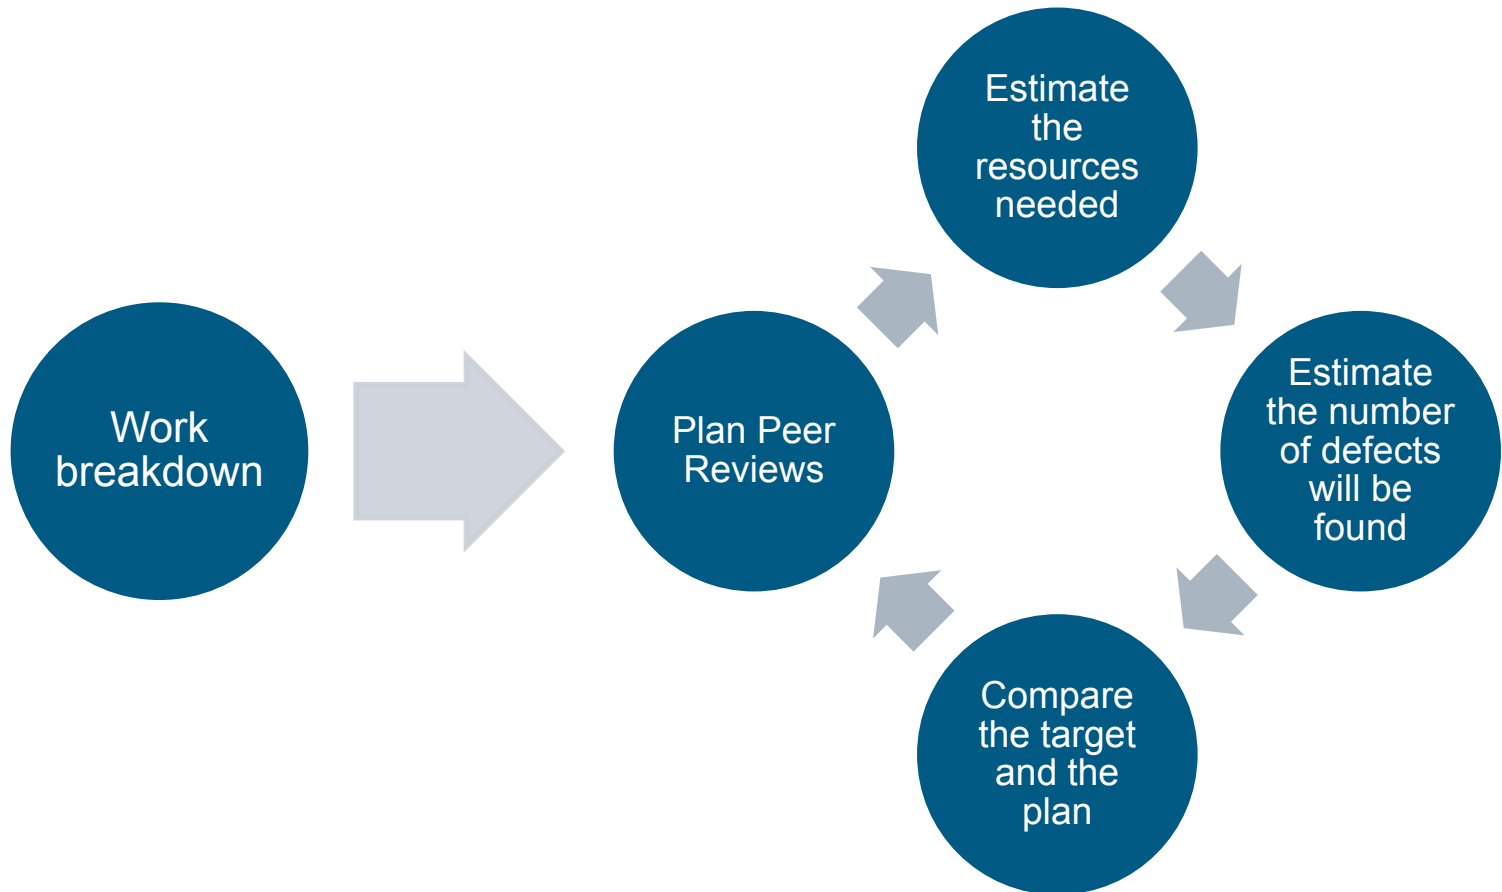 Work
breakdown
Plan Peer
Reviews
Estimate
the
resources
needed
Estimate
the number
of defects
will be
found
Compare
the target
and the
plan